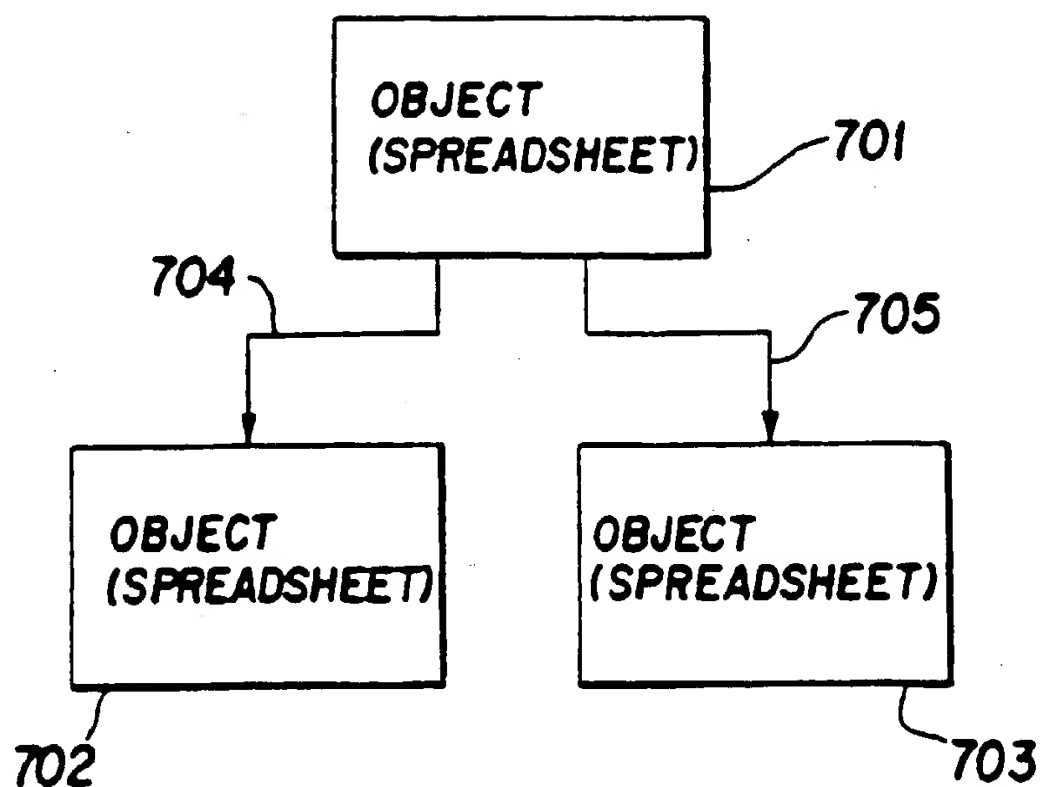 OBJECT
(SPREADSHEET)
701
704
705
OBJECT
(SPREADSHEET)
OBJECT
(SPREADSHEET)
702
703